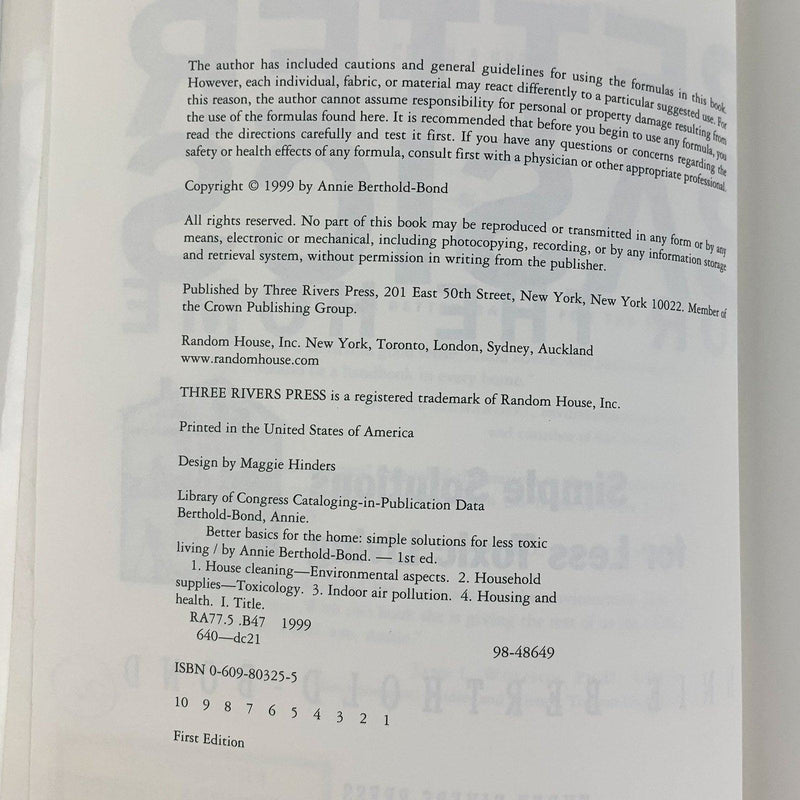 The author has included cautions and general guidelines for using the formulas in this book.
However, each individual, fabric, or material may react differently to a particular suggested use. For
this reason, the author cannot assume responsibility for personal or property damage resulting from
the use of the formulas found here. It is recommended that before you begin to use any formula, you
read the directions carefully and test it first. If you have any questions or concerns regarding the
safety or health effects of any formula, consult first with a physician or other appropriate professional.
Copyright © 1999 by Annie Berthold-Bond
All rights reserved. No part of this book may be reproduced or transmitted in any form or by any
means, electronic or mechanical, including photocopying, recording, or by any information storage
and retrieval system, without permission in writing from the publisher.
Published by Three Rivers Press, 201 East 50th Street, New York, New York 10022. Member of
the Crown Publishing Group.
Random House, Inc. New York, Toronto, London, Sydney, Auckland
www.randomhouse.com
THREE RIVERS PRESS is a registered trademark of Random House, Inc.
Printed in the United States of America
Design by Maggie Hinders
Library of Congress Cataloging-in-Publication Data
Berthold-Bond, Annie.
Better basics for the home: simple solutions for less toxic
living / by Annie Berthold-Bond. — 1st ed.
1. House cleaning—Environmental aspects. 2. Household
supplies—Toxicology. 3. Indoor air pollution. 4. Housing and
health. I. Title.
RA77.5 .B47 1999
640—dc21
98-48649
ISBN 0-609-80325-5
10 9 8 7 6 5 4 3 2 1
First Edition